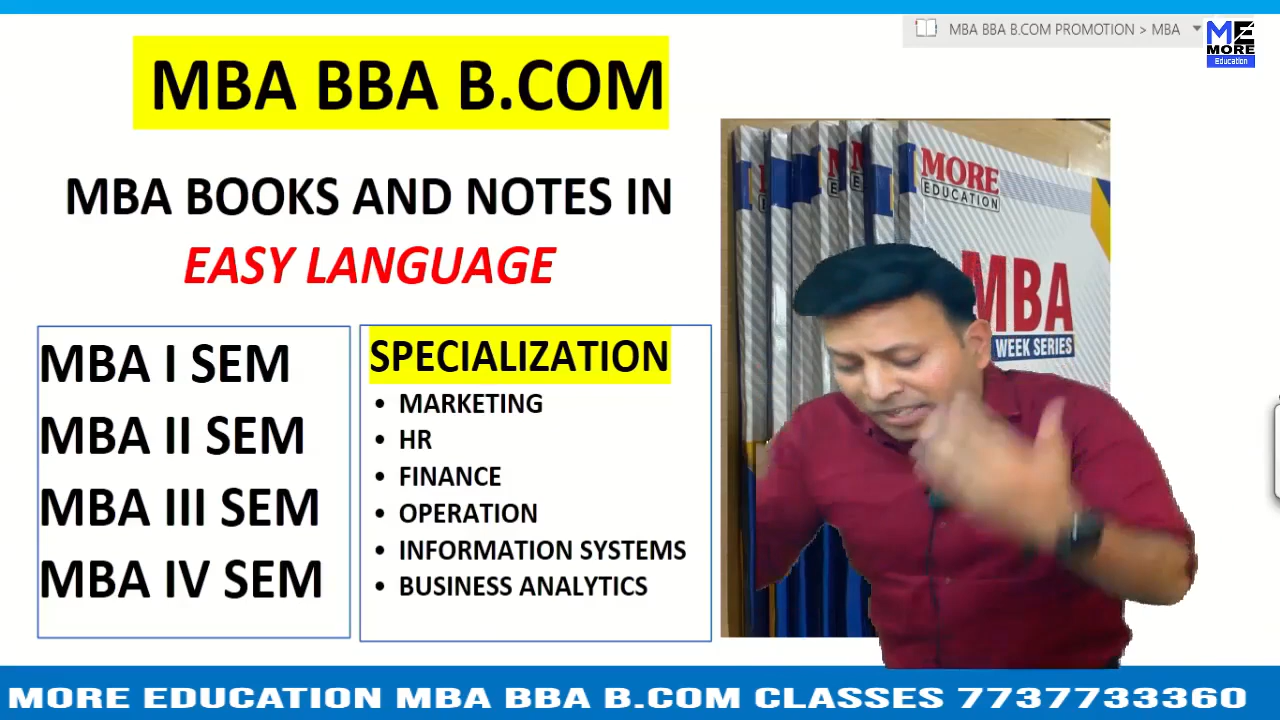 MBA BBA B.COM PROMOTION > MBA
ME
MORE
Education
MBA BBA B.COM
MBA BOOKS AND NOTES IN
EASY LANGUAGE
MBA I SEM
MBA II SEM
MBA III SEM
MBA IV SEM
SPECIALIZATION
• MARKETING
• HR
• FINANCE
• OPERATION
• INFORMATION SYSTEMS
• BUSINESS ANALYTICS
MORE
EDUCATION
MBA
WEEK SERIES
MORE EDUCATION MBA BBA B.COM CLASSES 7737733360